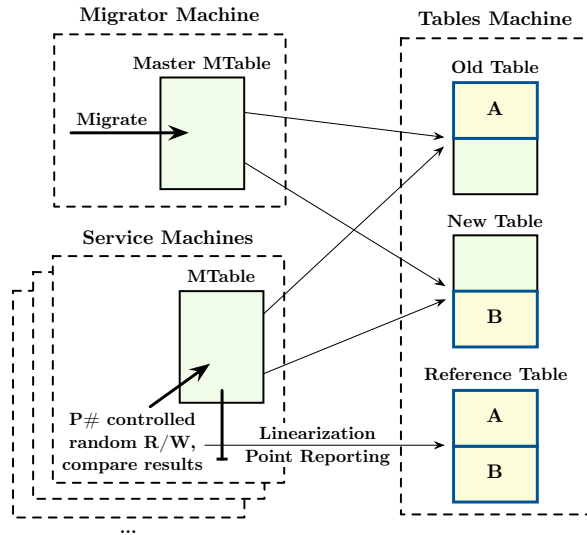 Migrator Machine
Master MTable
Migrate
Tables Machine
Old Table
A
New Table
B
Reference Table
A
B
Service Machines
MTable
P# controlled
random R/W,
compare results
Linearization
Point Reporting
...